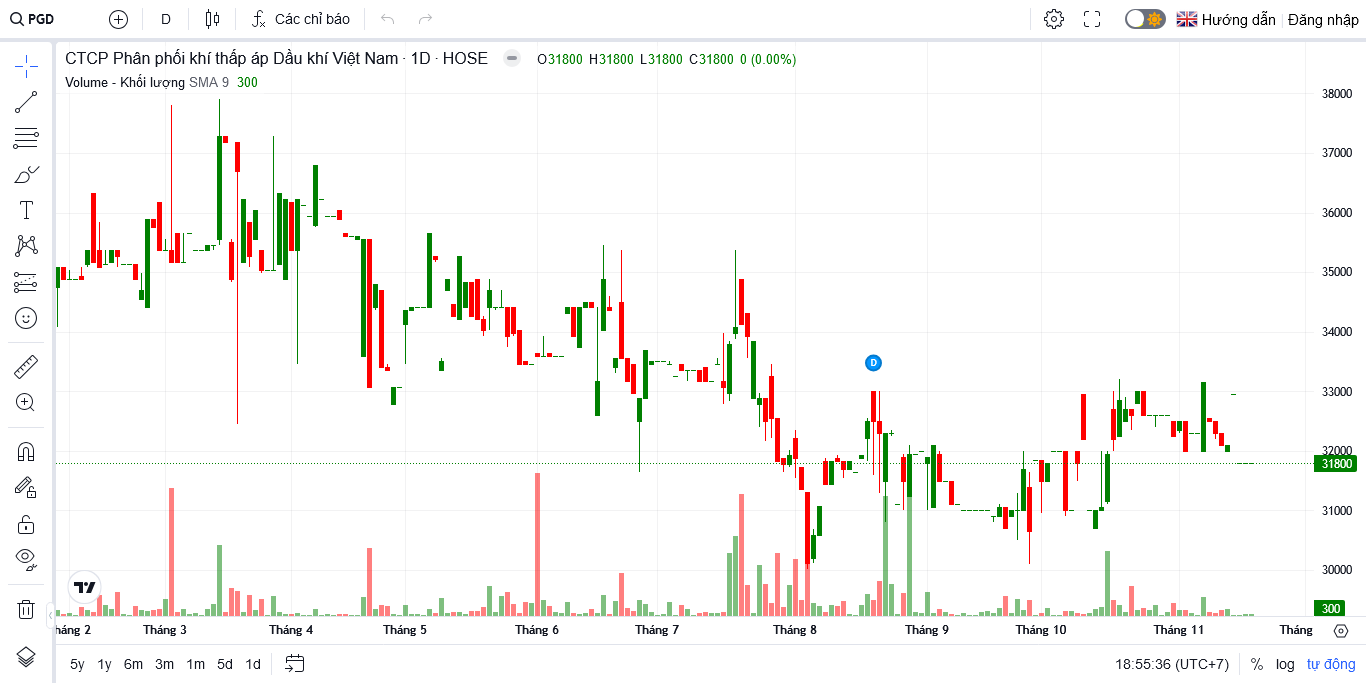 PGD D Các chỉ báo Hướng dẫn Đăng nhập
CTCP Phân phối khí thấp áp Dầu khí Việt Nam · 1D · HOSE O31800 H31800 L31800 C31800 0 (0.00%)
Volume - Khối lượng SMA 9 300
38000
37000
36000
35000
34000
33000
32000
31800
31000
30000
300
D
háng 2 Tháng 3 Tháng 4 Tháng 5 Tháng 6 Tháng 7 Tháng 8 Tháng 9 Tháng 10 Tháng 11 Tháng
5y 1y 6m 3m 1m 5d 1d 18:55:36 (UTC+7) % log tự động